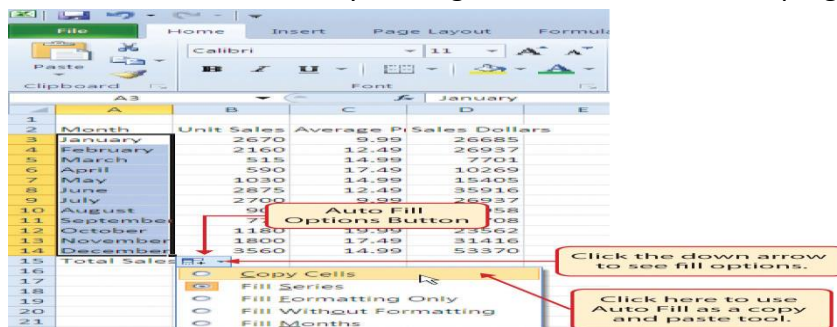 File Home Insert Page Layout Formula
Calibri 11 A A
Paste B I U A
Clipboard Font
A3 fx January
A B C D E
1
2 Month Unit Sales Average Pr Sales Dollars
3 January 2670 9.99 26685
4 February 2160 12.49 26937
5 March 515 14.99 7701
6 April 590 17.49 10269
7 May 1030 14.99 15405
8 June 2875 12.49 35916
9 July 2700 9.99 26937
10 August 90 58
11 September 77 08
12 October 1180 19.99 23562
13 November 1800 17.49 31416
14 December 3560 14.99 53370
15 Total Sales
16 Copy Cells
17
18 Fill Series
19 Fill Formatting Only
20 Fill Without Formatting
21 Fill Months
Auto Fill
Options Button
Click the down arrow
to see fill options.
Click here to use
Auto Fill as a copy
and paste tool.